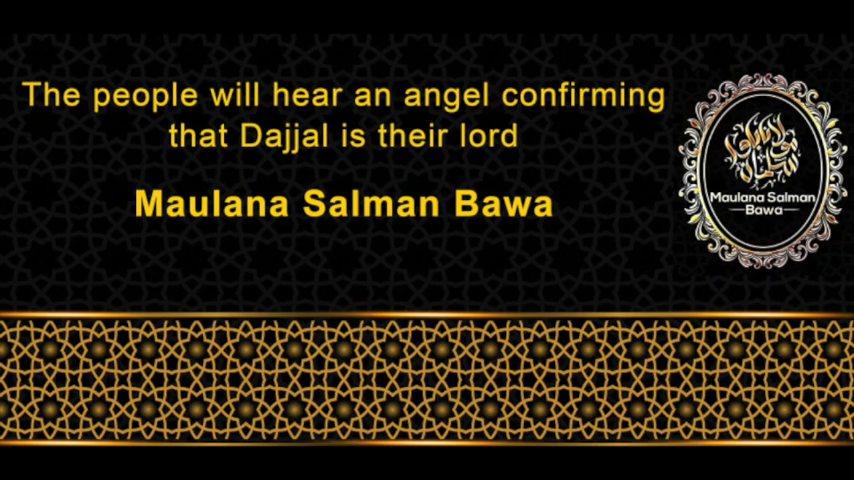 The people will hear an angel confirming
that Dajjal is their lord
Maulana Salman Bawa
Maulana Salman
Bawa